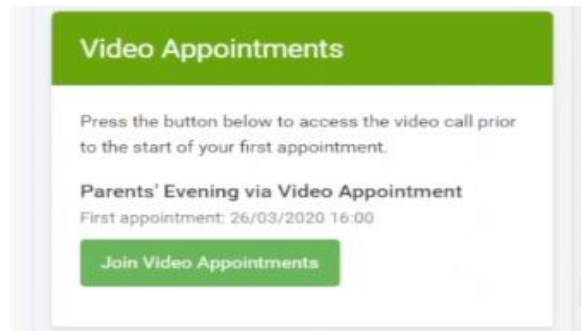 Video Appointments
Press the button below to access the video call prior
to the start of your first appointment.
Parents' Evening via Video Appointment
First appointment: 26/03/2020 16:00
Join Video Appointments